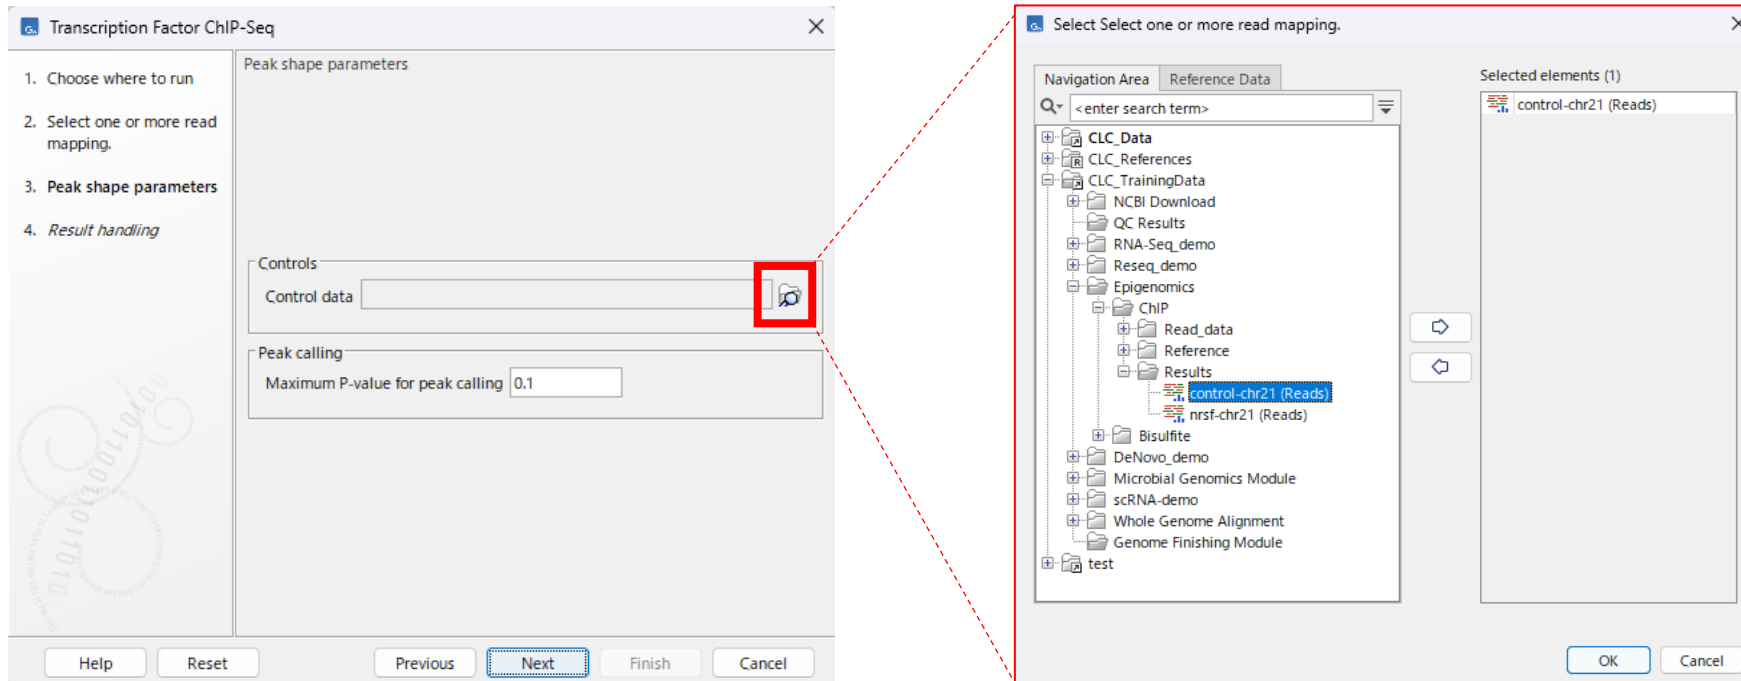 Transcription Factor ChIP-Seq
1. Choose where to run
2. Select one or more read
mapping.
3. Peak shape parameters
4. Result handling
Peak shape parameters
Controls
Control data
Peak calling
Maximum P-value for peak calling 0.1
Help Reset Previous Next Finish Cancel
Select Select one or more read mapping.
Navigation Area Reference Data
<enter search term>
CLC_Data
CLC_References
CLC_TrainingData
NCBI Download
QC Results
RNA-Seq_demo
Reseq_demo
Epigenomics
ChIP
Read_data
Reference
Results
control-chr21 (Reads)
nrsf-chr21 (Reads)
Bisulfite
DeNovo_demo
Microbial Genomics Module
scRNA-demo
Whole Genome Alignment
Genome Finishing Module
test
Selected elements (1)
control-chr21 (Reads)
OK Cancel